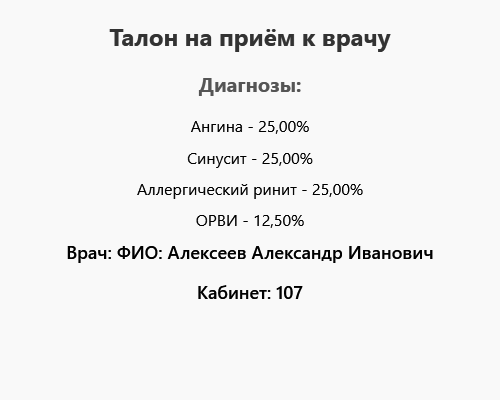 Талон на приём к врачу
Диагнозы:
Ангина - 25,00%
Синусит - 25,00%
Аллергический ринит - 25,00%
ОРВИ - 12,50%
Врач: ФИО: Алексеев Александр Иванович
Кабинет: 107